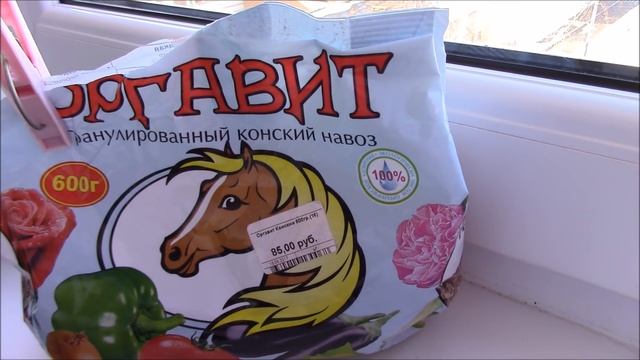 ОРГАВИТ
гранулированный конский навоз
600г
100%
Оргавит Конский 600гр.(16)
85,00 руб.